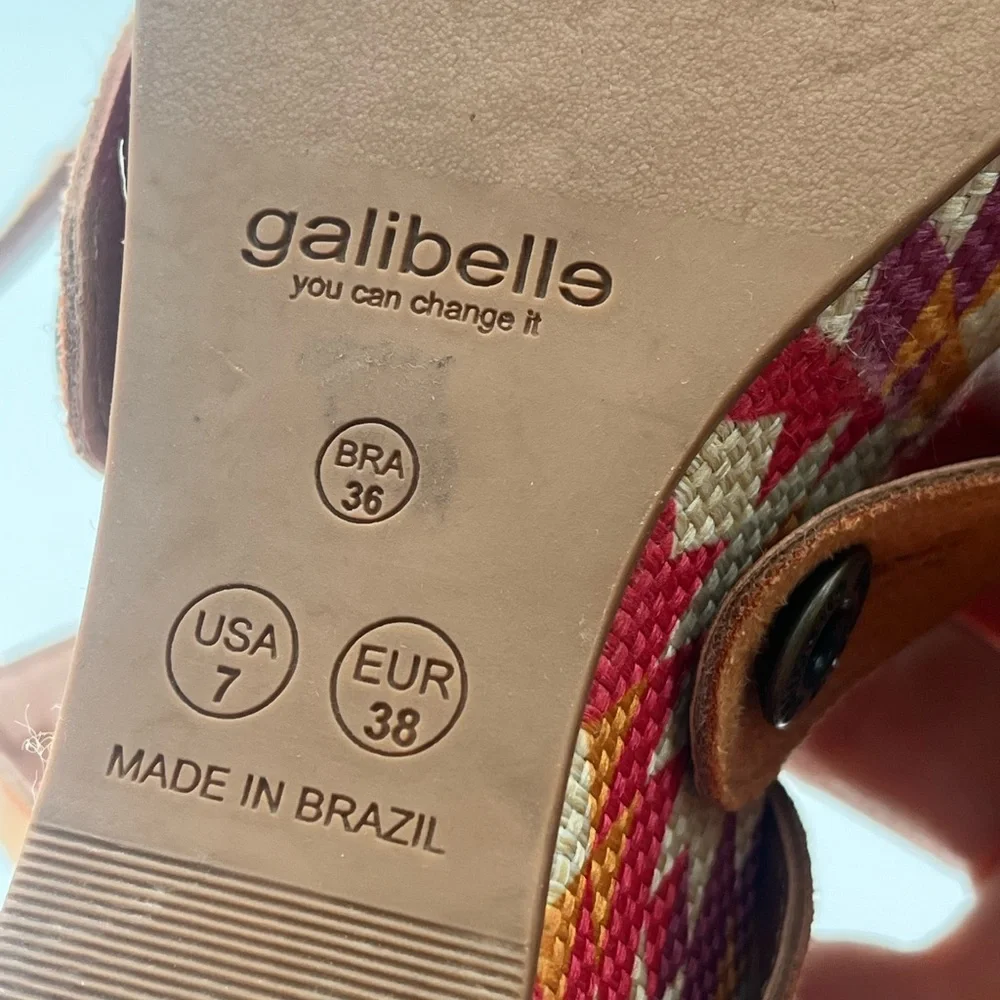 galibelle
you can change it
BRA
36
USA
7
EUR
38
MADE IN BRAZIL